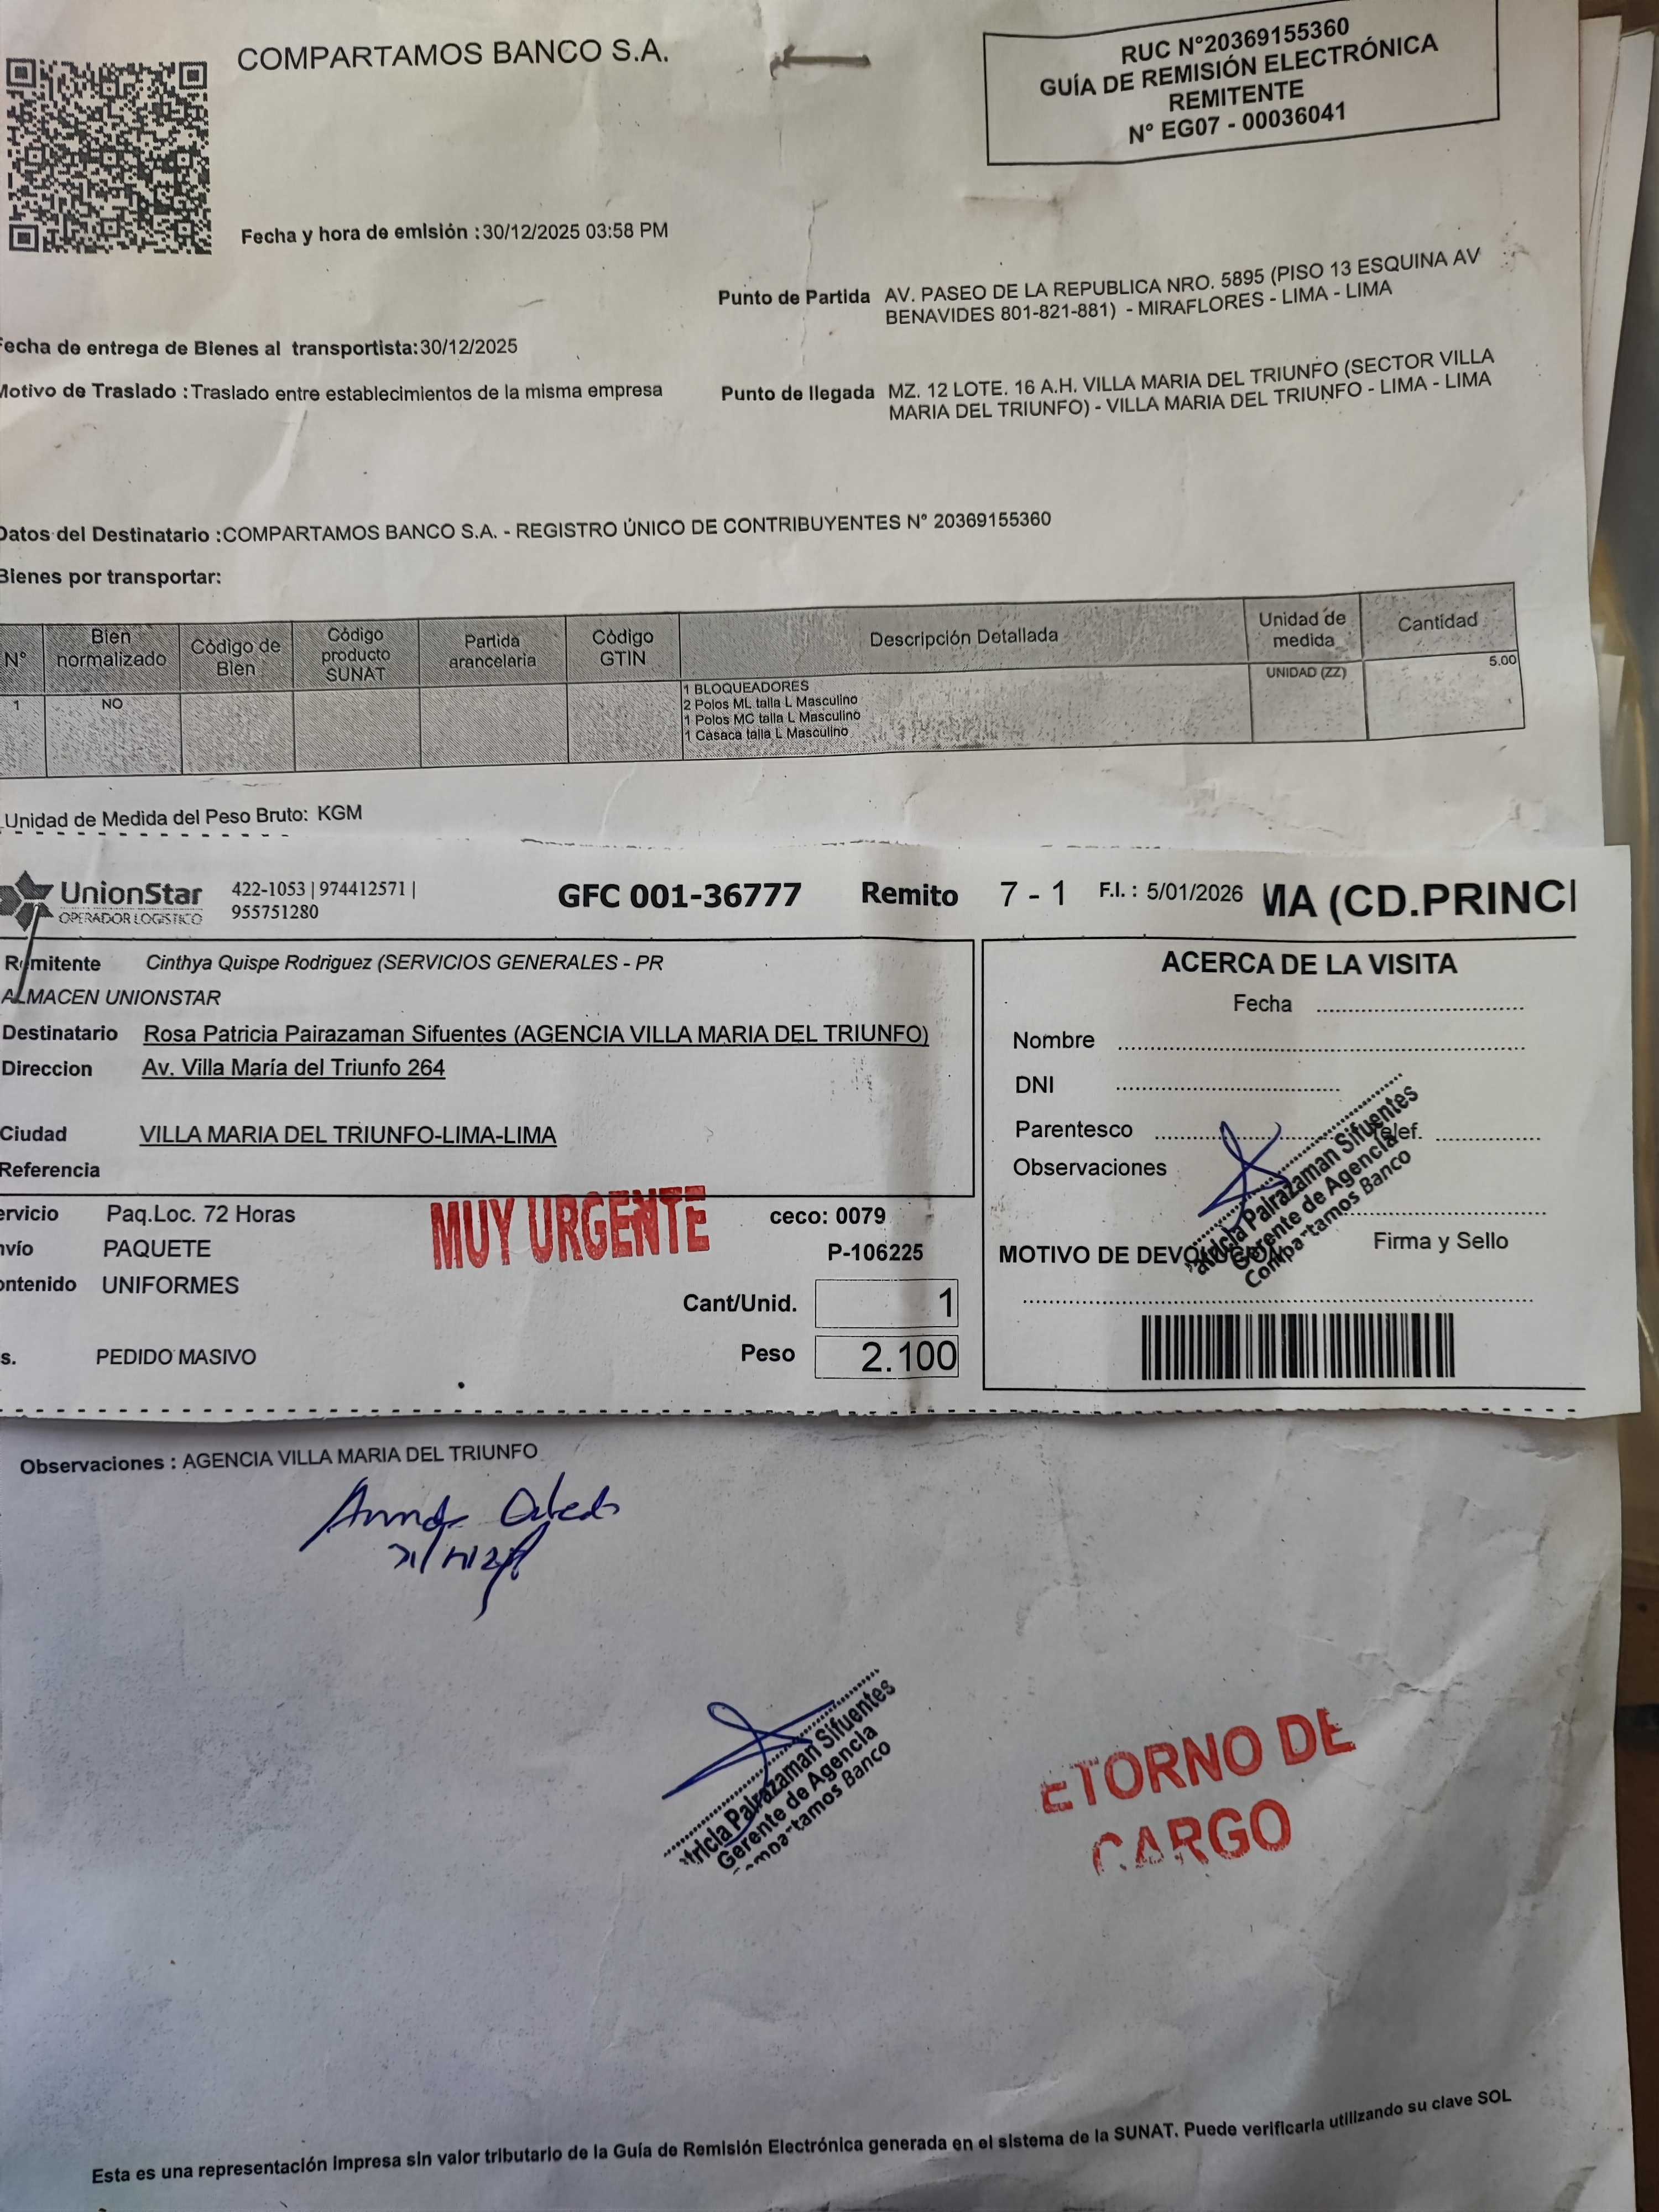 COMPARTAMOS BANCO S.A.
RUC N°20369155360
GUÍA DE REMISIÓN ELECTRÓNICA
REMITENTE
N° EG07 - 00036041
Fecha y hora de emisión : 30/12/2025 03:58 PM
Punto de Partida AV. PASEO DE LA REPUBLICA NRO. 5895 (PISO 13 ESQUINA AV
BENAVIDES 801-821-881) - MIRAFLORES - LIMA - LIMA
Fecha de entrega de Bienes al transportista: 30/12/2025
Motivo de Traslado : Traslado entre establecimientos de la misma empresa
Punto de llegada MZ. 12 LOTE. 16 A.H. VILLA MARIA DEL TRIUNFO (SECTOR VILLA
MARIA DEL TRIUNFO) - VILLA MARIA DEL TRIUNFO - LIMA - LIMA
Datos del Destinatario : COMPARTAMOS BANCO S.A. - REGISTRO ÚNICO DE CONTRIBUYENTES N° 20369155360
Bienes por transportar:
N° Bien normalizado Código de Bien Código producto SUNAT Partida arancelaria Código GTIN Descripción Detallada Unidad de medida Cantidad
1 NO 1 BLOQUEADORES UNIDAD (ZZ) 5.00
2 Polos ML talla L Masculino
1 Polos MC talla L Masculino
1 Casaca talla L Masculino
Unidad de Medida del Peso Bruto: KGM
UnionStar
OPERADOR LOGISTICO
422-1053 | 974412571 |
955751280
GFC 001-36777 Remito 7 - 1 F.I. : 5/01/2026 MA (CD.PRINCI
Remitente Cinthya Quispe Rodriguez (SERVICIOS GENERALES - PR
ALMACEN UNIONSTAR
Destinatario Rosa Patricia Pairazaman Sifuentes (AGENCIA VILLA MARIA DEL TRIUNFO)
Direccion Av. Villa María del Triunfo 264
Ciudad VILLA MARIA DEL TRIUNFO-LIMA-LIMA
Referencia
ervicio Paq.Loc. 72 Horas
nvío PAQUETE
ontenido UNIFORMES
s. PEDIDO MASIVO
MUY URGENTE
ceco: 0079
P-106225
Cant/Unid. 1
Peso 2.100
ACERCA DE LA VISITA
Fecha
Nombre
DNI
Parentesco Telef.
Observaciones
atricia Pairazaman Sifuentes
Gerente de Agencia
Compartamos Banco
Firma y Sello
MOTIVO DE DEVOLUCION
Observaciones : AGENCIA VILLA MARIA DEL TRIUNFO
tricia Pairazaman Sifuentes
Gerente de Agencia
ompartamos Banco
ETORNO DE
CARGO
Esta es una representación impresa sin valor tributario de la Guía de Remisión Electrónica generada en el sistema de la SUNAT. Puede verificarla utilizando su clave SOL